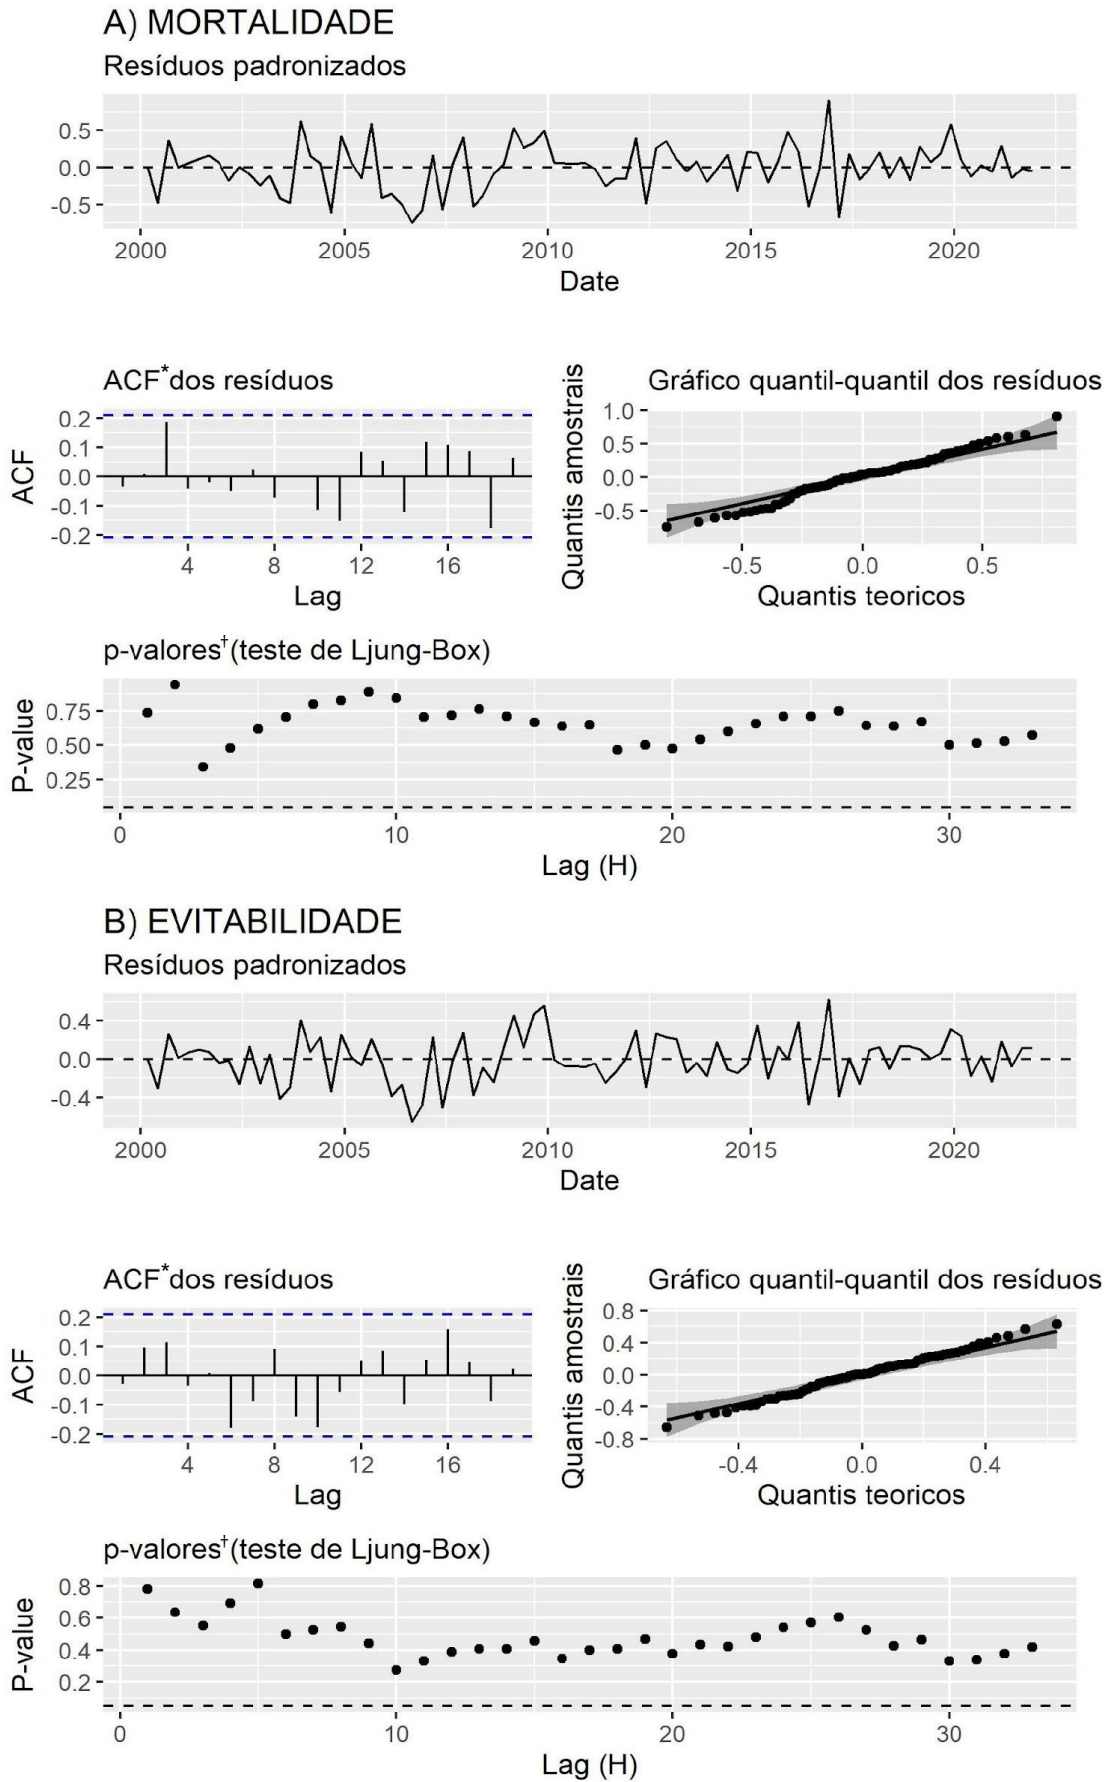 A) MORTALIDADE
Resíduos padronizados
0.5
0.0
-0.5
2000 2005 2010 2015 2020
Date
ACF*dos resíduos
ACF
0.2
0.1
0.0
-0.1
-0.2
4 8 12 16
Lag
Gráfico quantil-quantil dos resíduos
Quantis amostrais
1.0
0.5
0.0
-0.5
-0.5 0.0 0.5
Quantis teoricos
p-valores†(teste de Ljung-Box)
P-value
0.75
0.50
0.25
0 10 20 30
Lag (H)
B) EVITABILIDADE
Resíduos padronizados
0.4
0.0
-0.4
2000 2005 2010 2015 2020
Date
ACF*dos resíduos
ACF
0.2
0.1
0.0
-0.1
-0.2
4 8 12 16
Lag
Gráfico quantil-quantil dos resíduos
Quantis amostrais
0.8
0.4
0.0
-0.4
-0.8
-0.4 0.0 0.4
Quantis teoricos
p-valores†(teste de Ljung-Box)
P-value
0.8
0.6
0.4
0.2
0 10 20 30
Lag (H)